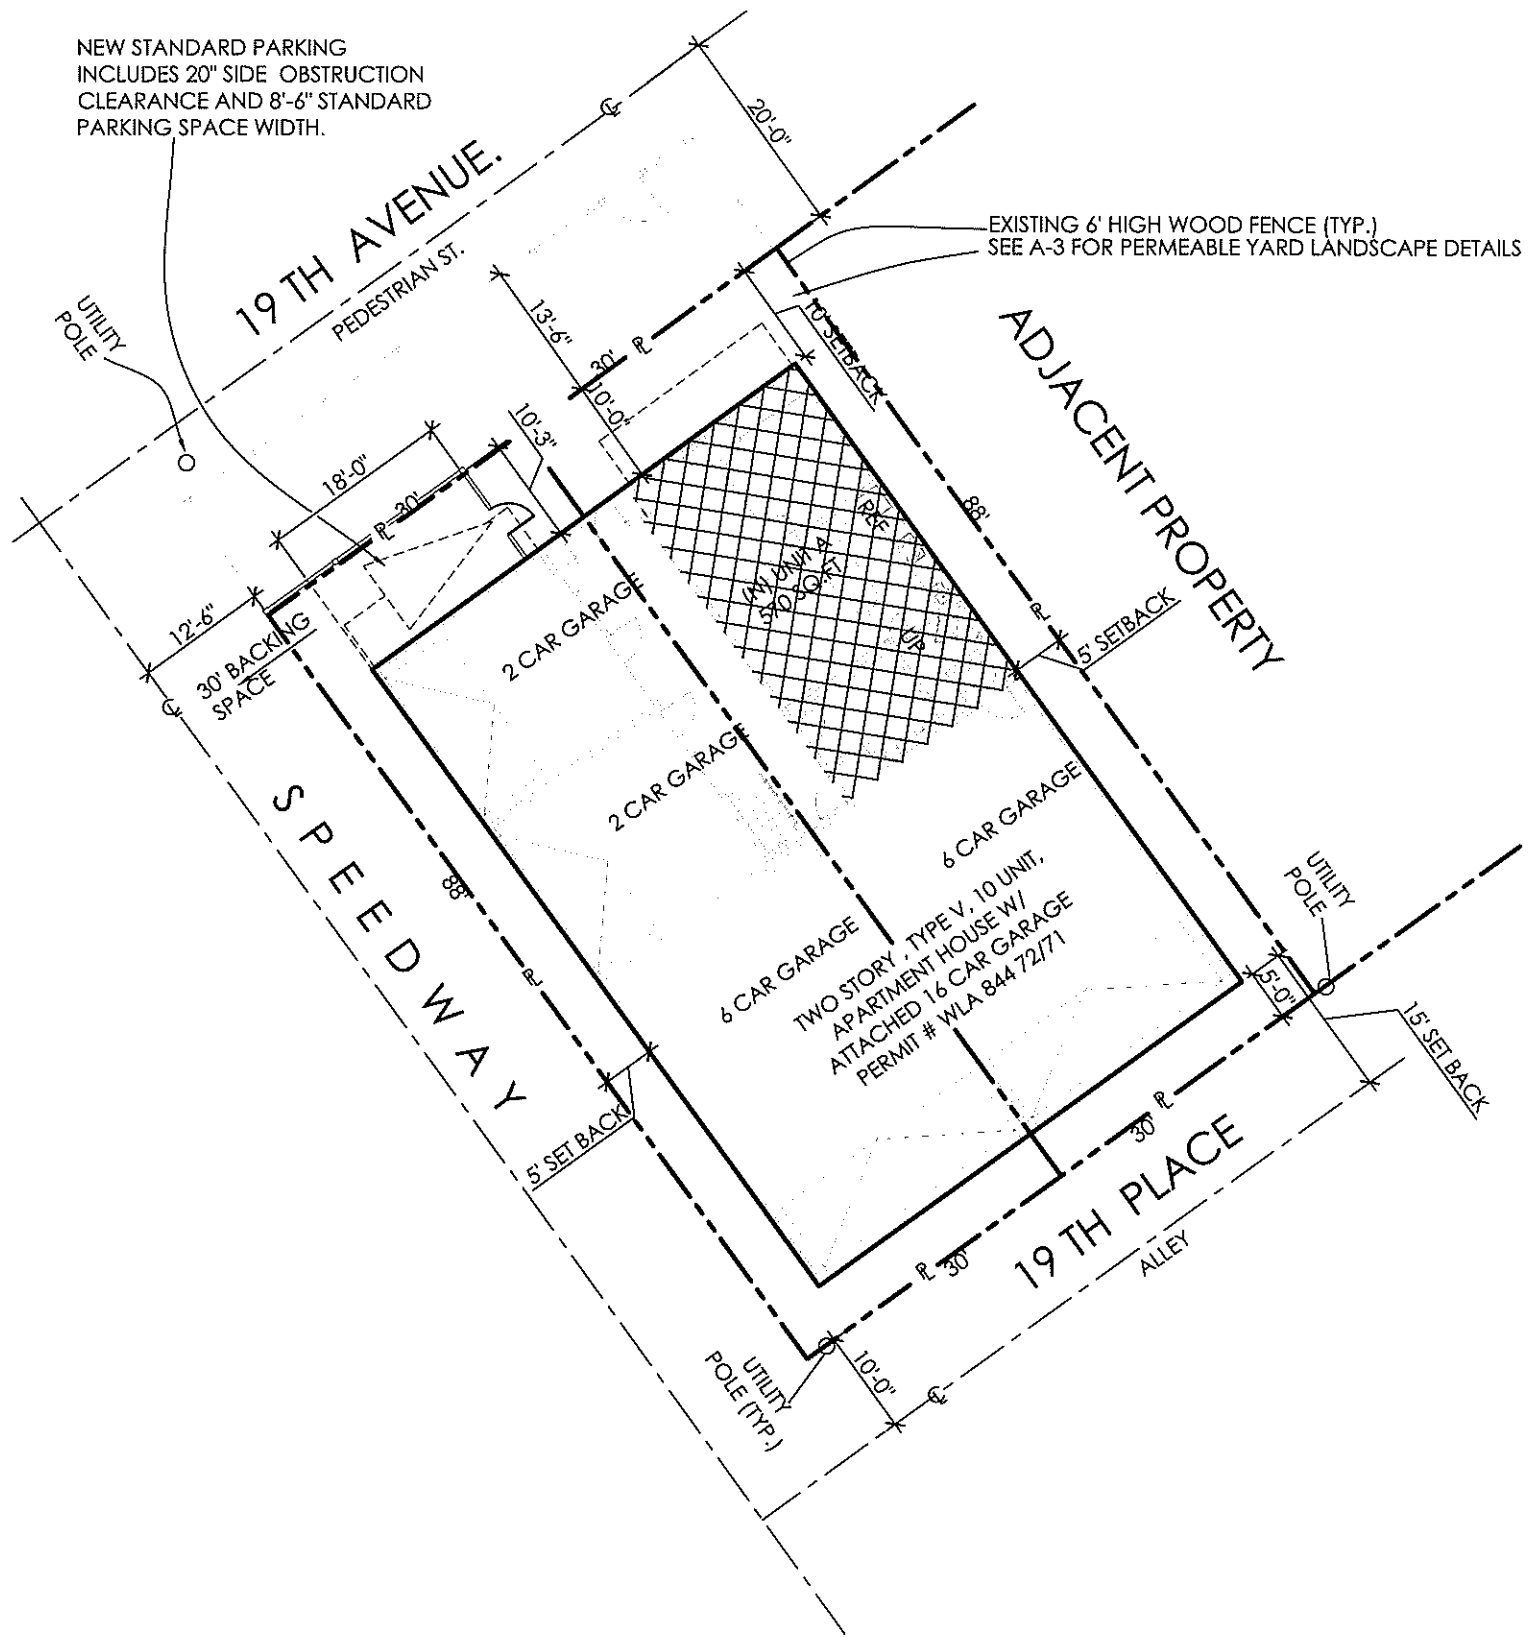 NEW STANDARD PARKING
INCLUDES 20" SIDE OBSTRUCTION
CLEARANCE AND 8'-6" STANDARD
PARKING SPACE WIDTH.
19 TH AVENUE.
PEDESTRIAN ST.
℄
20'-0"
EXISTING 6' HIGH WOOD FENCE (TYP.)
SEE A-3 FOR PERMEABLE YARD LANDSCAPE DETAILS
UTILITY
POLE
13'-6"
30'
℄
10' SETBACK
10'-0"
10'-3"
18'-0"
30'
12'-6"
30' BACKING
SPACE
ADJACENT PROPERTY
88'
REF
(N) UNIT A
570 SQ.FT
UP
5' SETBACK
2 CAR GARAGE
2 CAR GARAGE
6 CAR GARAGE
6 CAR GARAGE
TWO STORY , TYPE V, 10 UNIT,
APARTMENT HOUSE W/
ATTACHED 16 CAR GARAGE
PERMIT # WLA 844 72/71
SPEEDWAY
88'
5' SET BACK
UTILITY
POLE
5'-0"
15' SET BACK
30'
30'
19 TH PLACE
ALLEY
UTILITY
POLE (TYP.)
10'-0"
℄